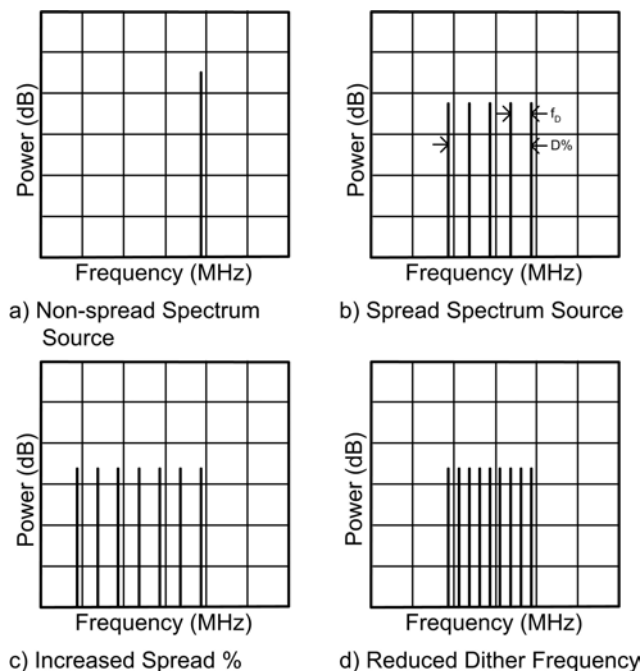 Power (dB)
Frequency (MHz)
a) Non-spread Spectrum
Source
Power (dB)
f_D
D%
Frequency (MHz)
b) Spread Spectrum Source
Power (dB)
Frequency (MHz)
c) Increased Spread %
Power (dB)
Frequency (MHz)
d) Reduced Dither Frequency